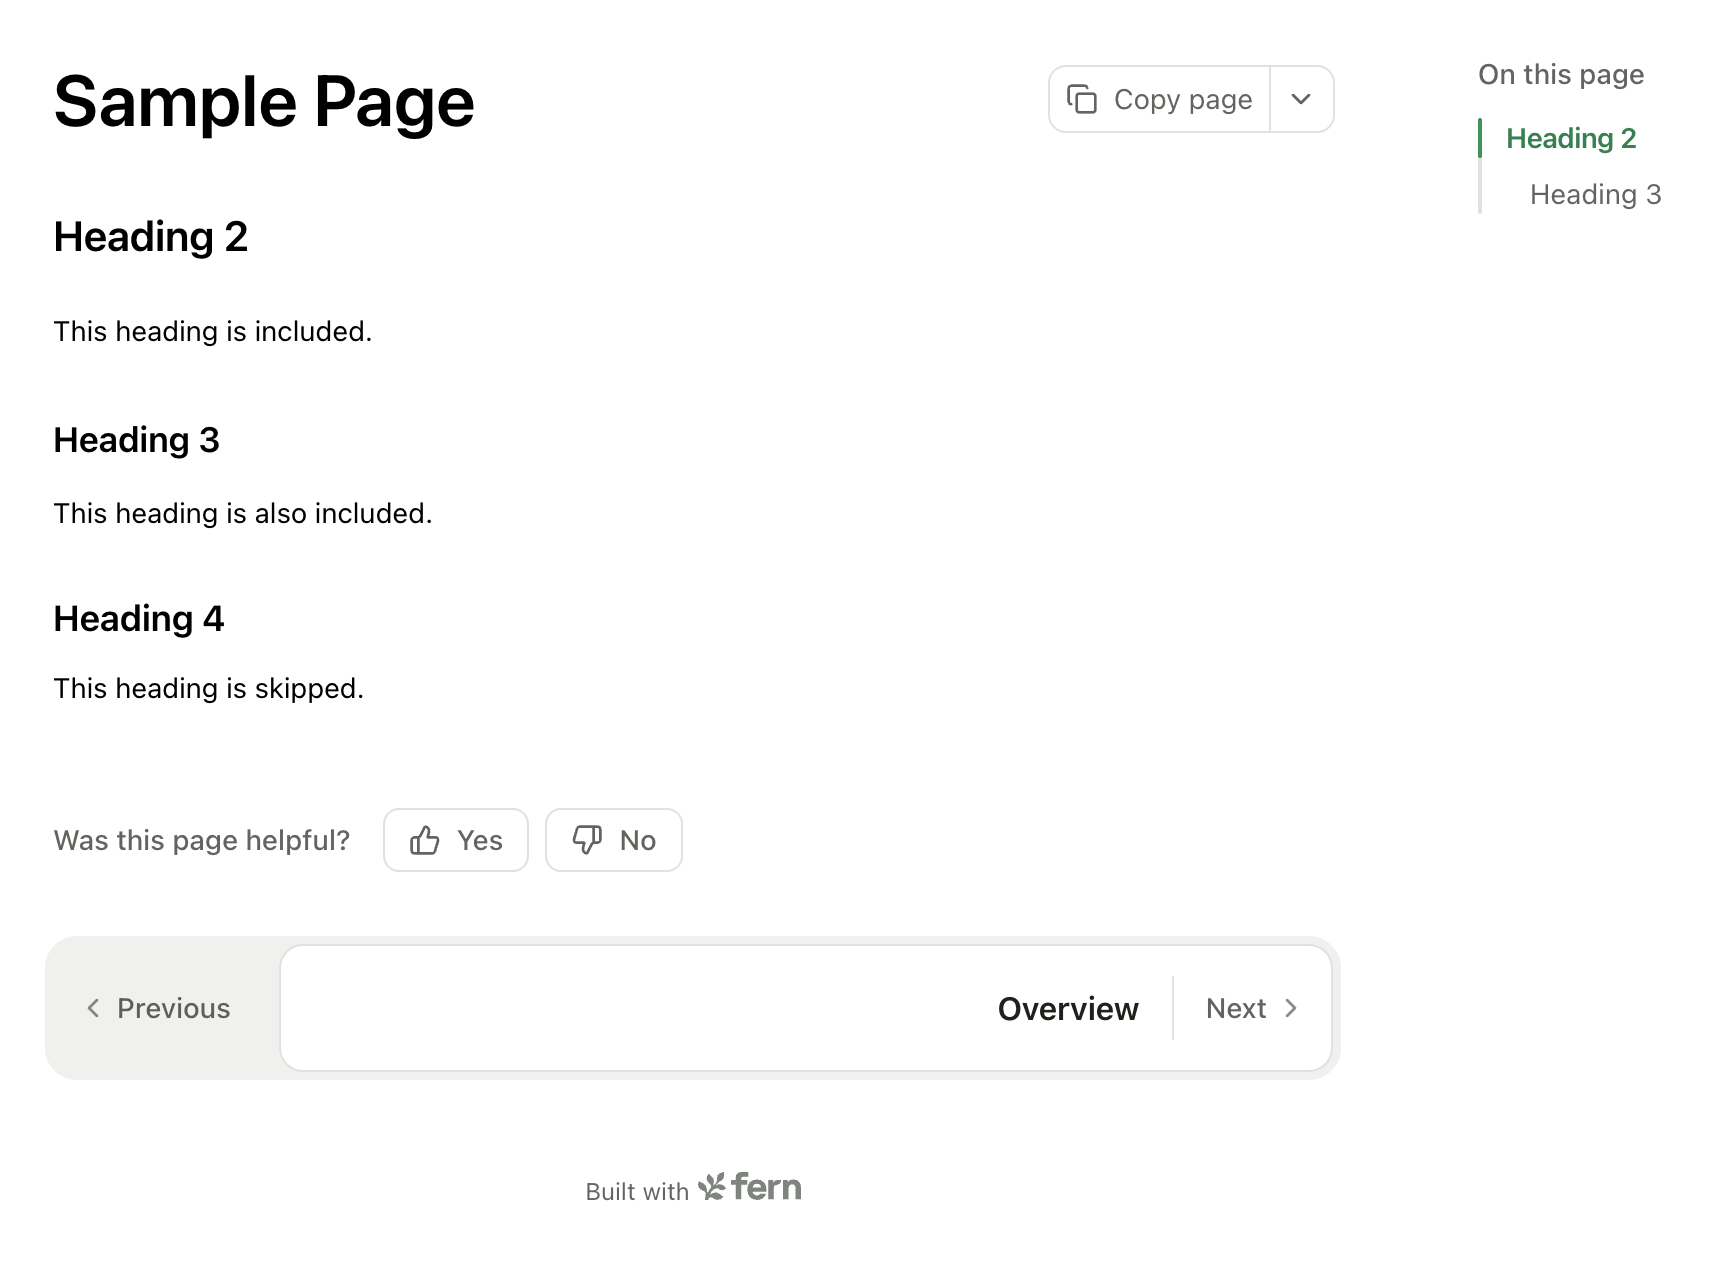 Sample Page
Copy page
On this page
Heading 2
Heading 3
Heading 2
This heading is included.
Heading 3
This heading is also included.
Heading 4
This heading is skipped.
Was this page helpful?
Yes
No
Previous
Overview
Next
Built with fern